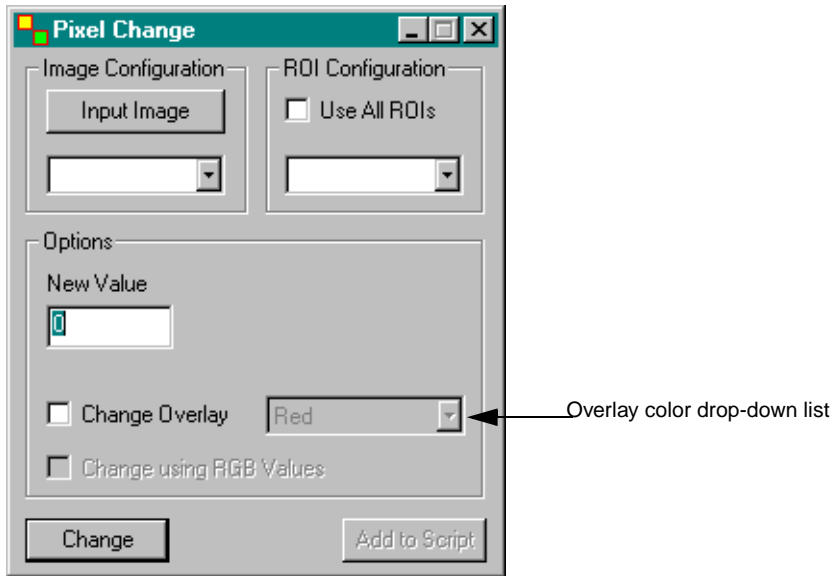 Pixel Change
Image Configuration
ROI Configuration
Input Image
Use All ROIs
Options
New Value
0
Change Overlay
Red
Overlay color drop-down list
Change using RGB Values
Change
Add to Script